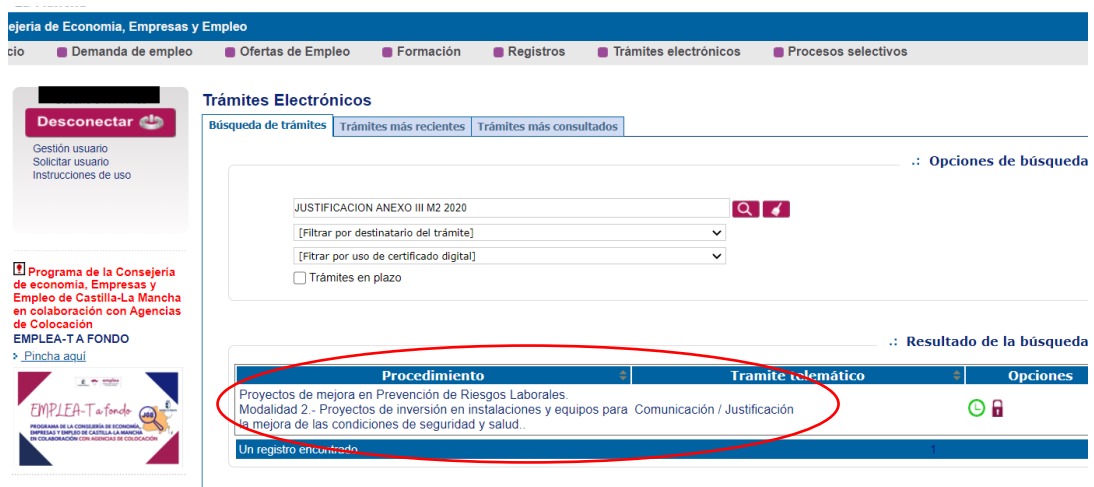 ejeria de Economia, Empresas y Empleo
cio Demanda de empleo Ofertas de Empleo Formación Registros Trámites electrónicos Procesos selectivos
Desconectar
Gestión usuario
Solicitar usuario
Instrucciones de uso
Programa de la Consejería
de economía, Empresas y
Empleo de Castilla-La Mancha
en colaboración con Agencias
de Colocación
EMPLEA-T A FONDO
Pincha aquí
EMPLEA-Ta fondo
JOB
PROGRAMA DE LA CONSEJERÍA DE ECONOMÍA,
EMPRESAS Y EMPLEO DE CASTILLA-LA MANCHA
EN COLABORACIÓN CON AGENCIAS DE COLOCACIÓN
Trámites Electrónicos
Búsqueda de trámites Trámites más recientes Trámites más consultados
.: Opciones de búsqueda
JUSTIFICACION ANEXO III M2 2020
[Filtrar por destinatario del trámite]
[Fitrar por uso de certificado digital]
Trámites en plazo
.: Resultado de la búsqueda
Procedimiento Tramite telemático Opciones
Proyectos de mejora en Prevención de Riesgos Laborales.
Modalidad 2.- Proyectos de inversión en instalaciones y equipos para Comunicación / Justificación
la mejora de las condiciones de seguridad y salud..
Un registro encontrado
1